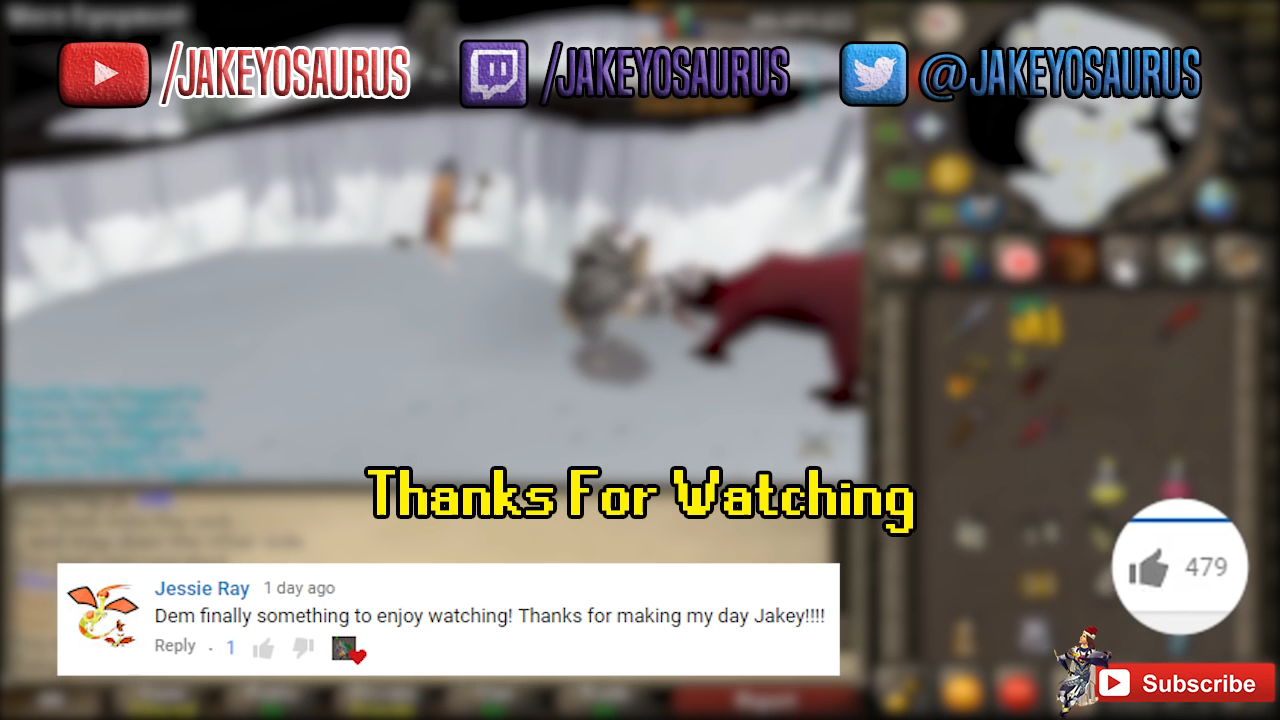 /JAKEYOSAURUS /JAKEYOSAURUS @JAKEYOSAURUS
Thanks For Watching
Jessie Ray 1 day ago
Dem finally something to enjoy watching! Thanks for making my day Jakey!!!!
Reply . 1
479
Subscribe